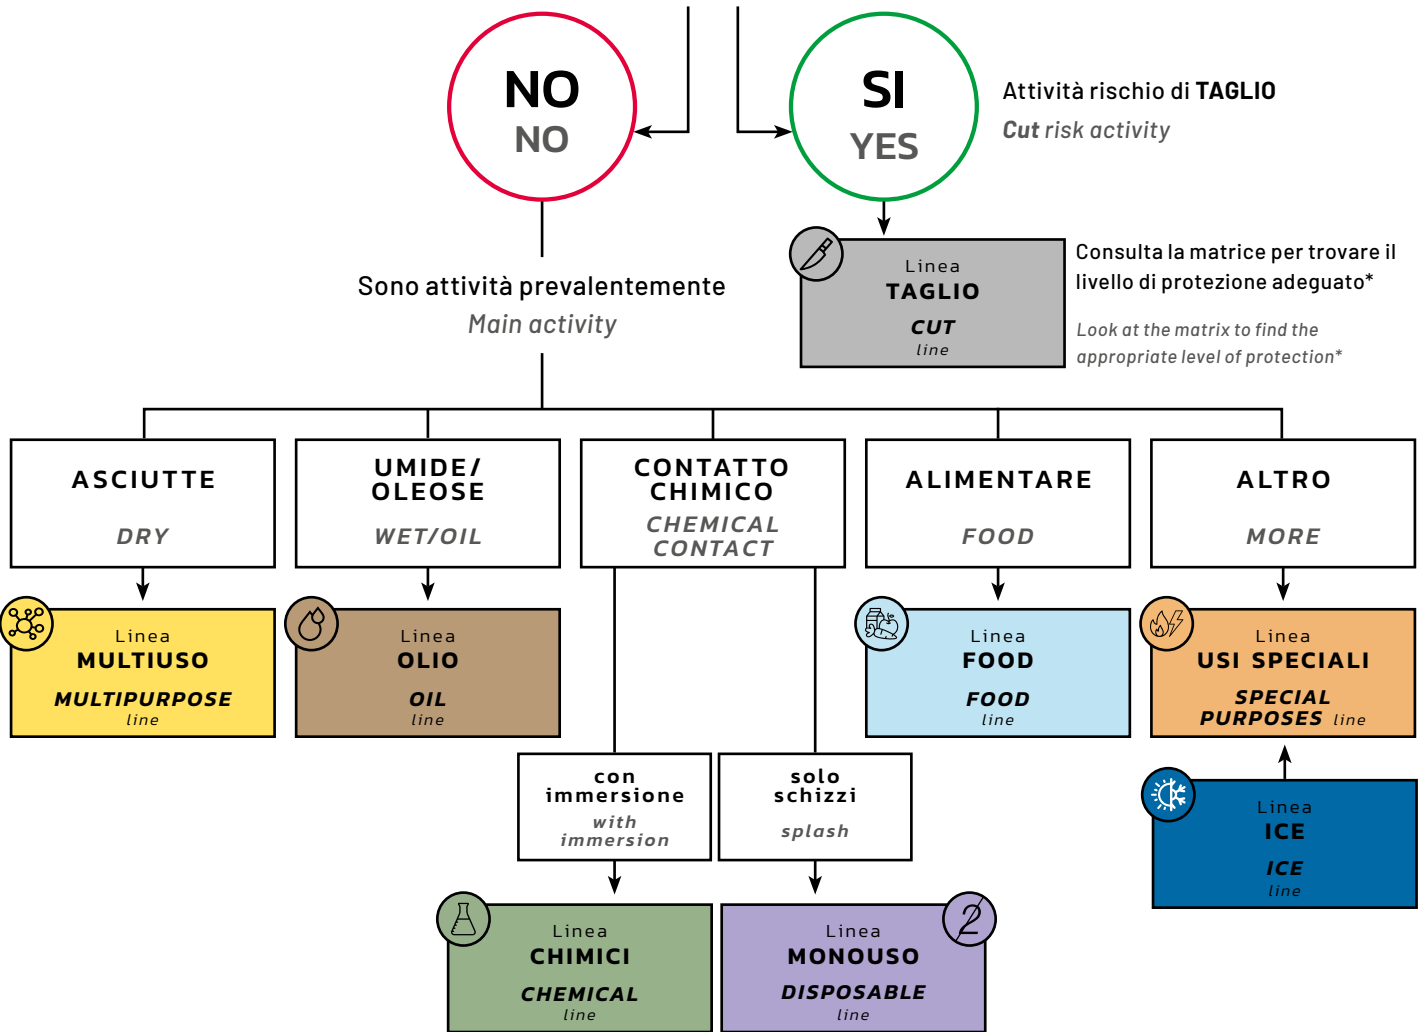 NO
NO
SI
YES
Attività rischio di TAGLIO
Cut risk activity
Linea
TAGLIO
CUT
line
Consulta la matrice per trovare il
livello di protezione adeguato*
Look at the matrix to find the
appropriate level of protection*
Sono attività prevalentemente
Main activity
ASCIUTTE
DRY
UMIDE/
OLEOSE
WET/OIL
CONTATTO
CHIMICO
CHEMICAL
CONTACT
ALIMENTARE
FOOD
ALTRO
MORE
Linea
MULTIUSO
MULTIPURPOSE
line
Linea
OLIO
OIL
line
Linea
FOOD
FOOD
line
Linea
USI SPECIALI
SPECIAL
PURPOSES line
con
immersione
with
immersion
solo
schizzi
splash
Linea
ICE
ICE
line
Linea
CHIMICI
CHEMICAL
line
2
Linea
MONOUSO
DISPOSABLE
line